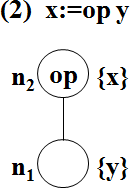 (2) x:=op y
n₂ op {x}
n₁ {y}